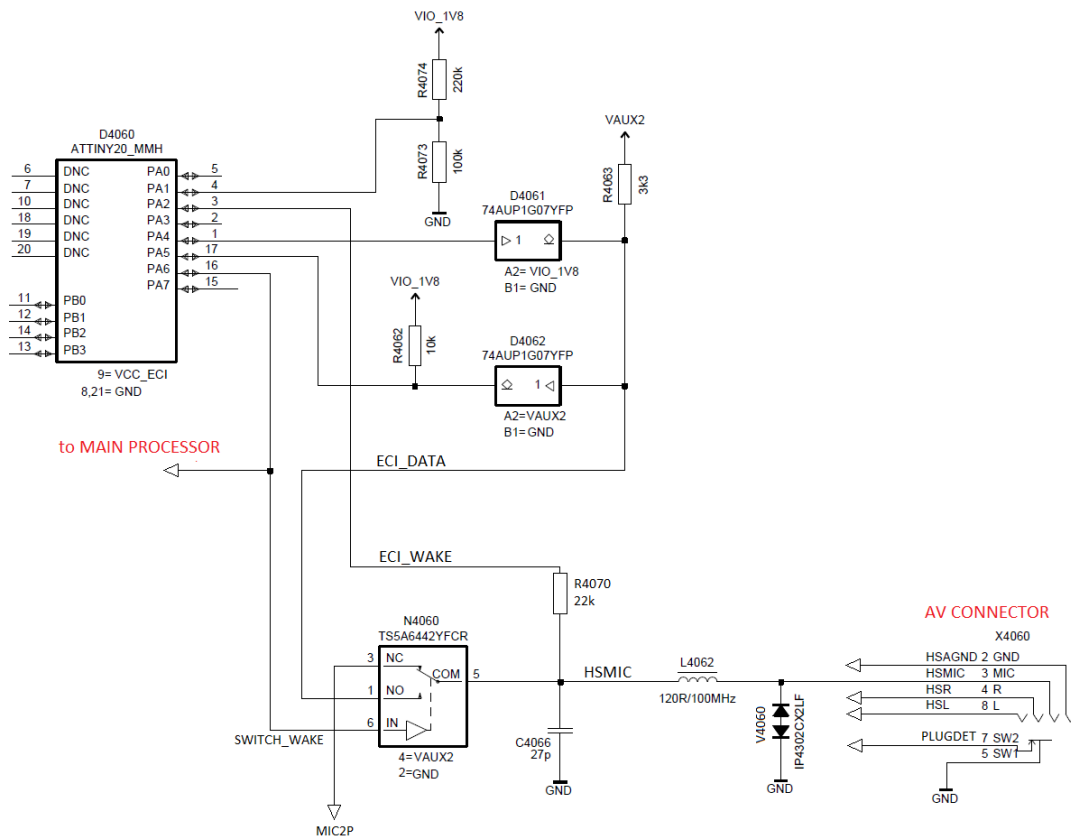 VIO_1V8
R4074
220k
VAUX2
D4060
ATTINY20_MMH
R4073
100k
R4063
3k3
6 DNC PA0 5
7 DNC PA1 4
10 DNC PA2 3
18 DNC PA3 2
19 DNC PA4 1
20 DNC PA5 17
PA6 16
PA7 15
11 PB0
12 PB1
14 PB2
13 PB3
9= VCC_ECI
8,21= GND
GND
D4061
74AUP1G07YFP
1
A2= VIO_1V8
B1= GND
VIO_1V8
R4062
10k
D4062
74AUP1G07YFP
1
A2=VAUX2
B1=GND
to MAIN PROCESSOR
ECI_DATA
ECI_WAKE
R4070
22k
N4060
TS5A6442YFCR
3 NC
COM 5
1 NO
6 IN
SWITCH_WAKE
4=VAUX2
2=GND
MIC2P
HSMIC
C4066
27p
GND
L4062
120R/100MHz
V4060
IP4302CX2LF
GND
AV CONNECTOR
X4060
HSAGND 2 GND
HSMIC 3 MIC
HSR 4 R
HSL 8 L
PLUGDET 7 SW2
5 SW1
GND